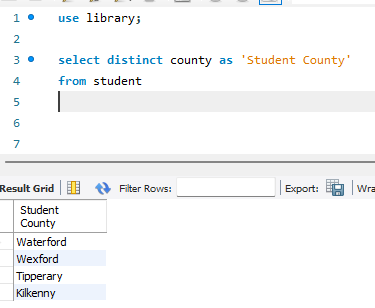 1 use library;
2
3 select distinct county as 'Student County'
4 from student
5
6
7
Result Grid Filter Rows: Export:
Student
County
Waterford
Wexford
Tipperary
Kilkenny